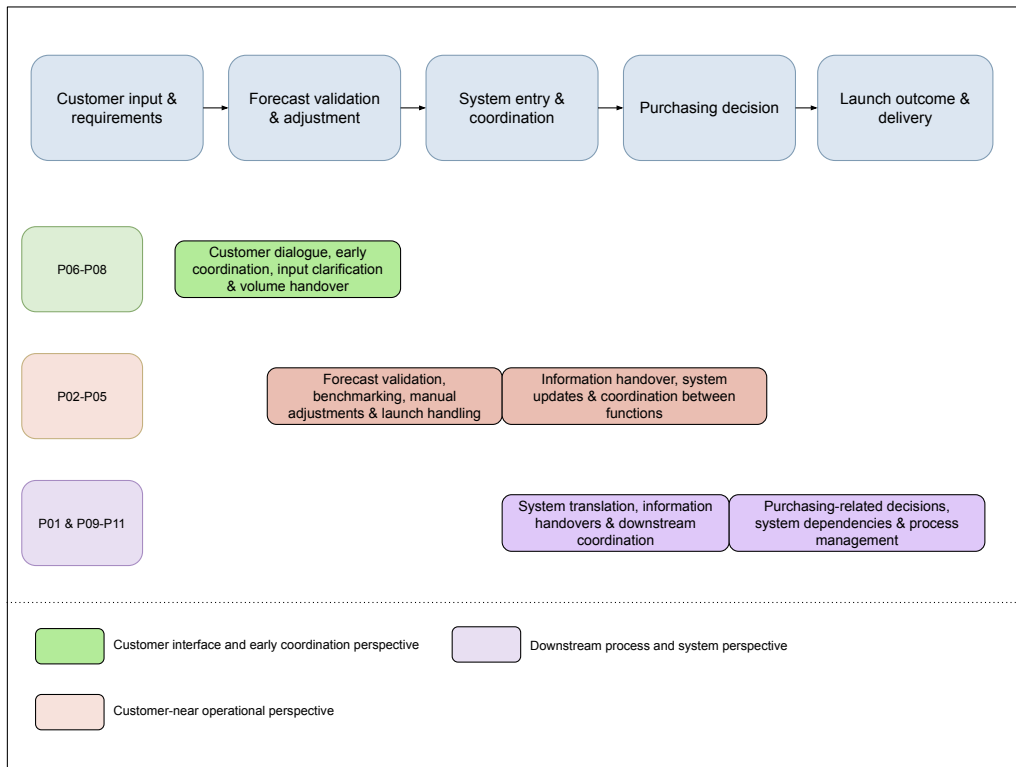 Customer input &
requirements
Forecast validation
& adjustment
System entry &
coordination
Purchasing decision
Launch outcome &
delivery
P06-P08
Customer dialogue, early
coordination, input clarification
& volume handover
P02-P05
Forecast validation,
benchmarking, manual
adjustments & launch handling
Information handover, system
updates & coordination between
functions
P01 & P09-P11
System translation, information
handovers & downstream
coordination
Purchasing-related decisions,
system dependencies & process
management
Customer interface and early coordination perspective
Downstream process and system perspective
Customer-near operational perspective